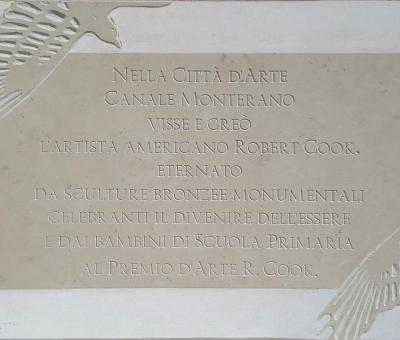 NELLA CITTÀ D'ARTE
CANALE MONTERANO
VISSE E CREÒ
L'ARTISTA AMERICANO ROBERT COOK,
ETERNATO
DA SCULTURE BRONZEE MONUMENTALI
CELEBRANTI IL DIVENIRE DELL'ESSERE
E DAI BAMBINI DI SCUOLA PRIMARIA
AL PREMIO D'ARTE R. COOK.